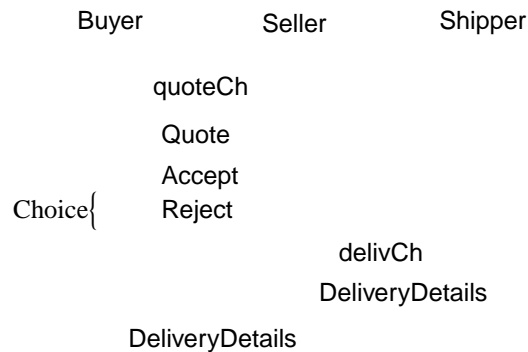 Buyer Seller Shipper
quoteCh
Quote
Accept
Choice{ Reject
delivCh
DeliveryDetails
DeliveryDetails